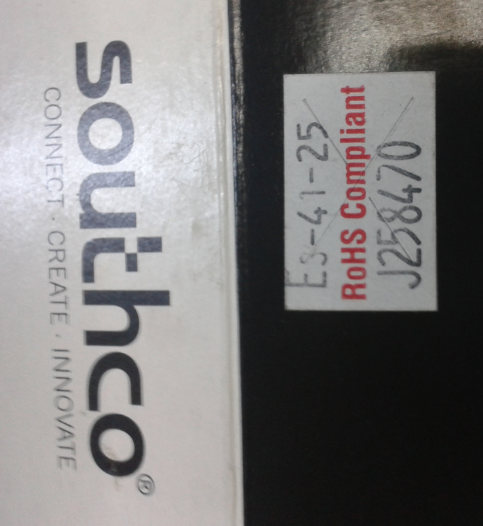 southco®
CONNECT · CREATE · INNOVATE
E3-41-25
RoHS Compliant
J258470